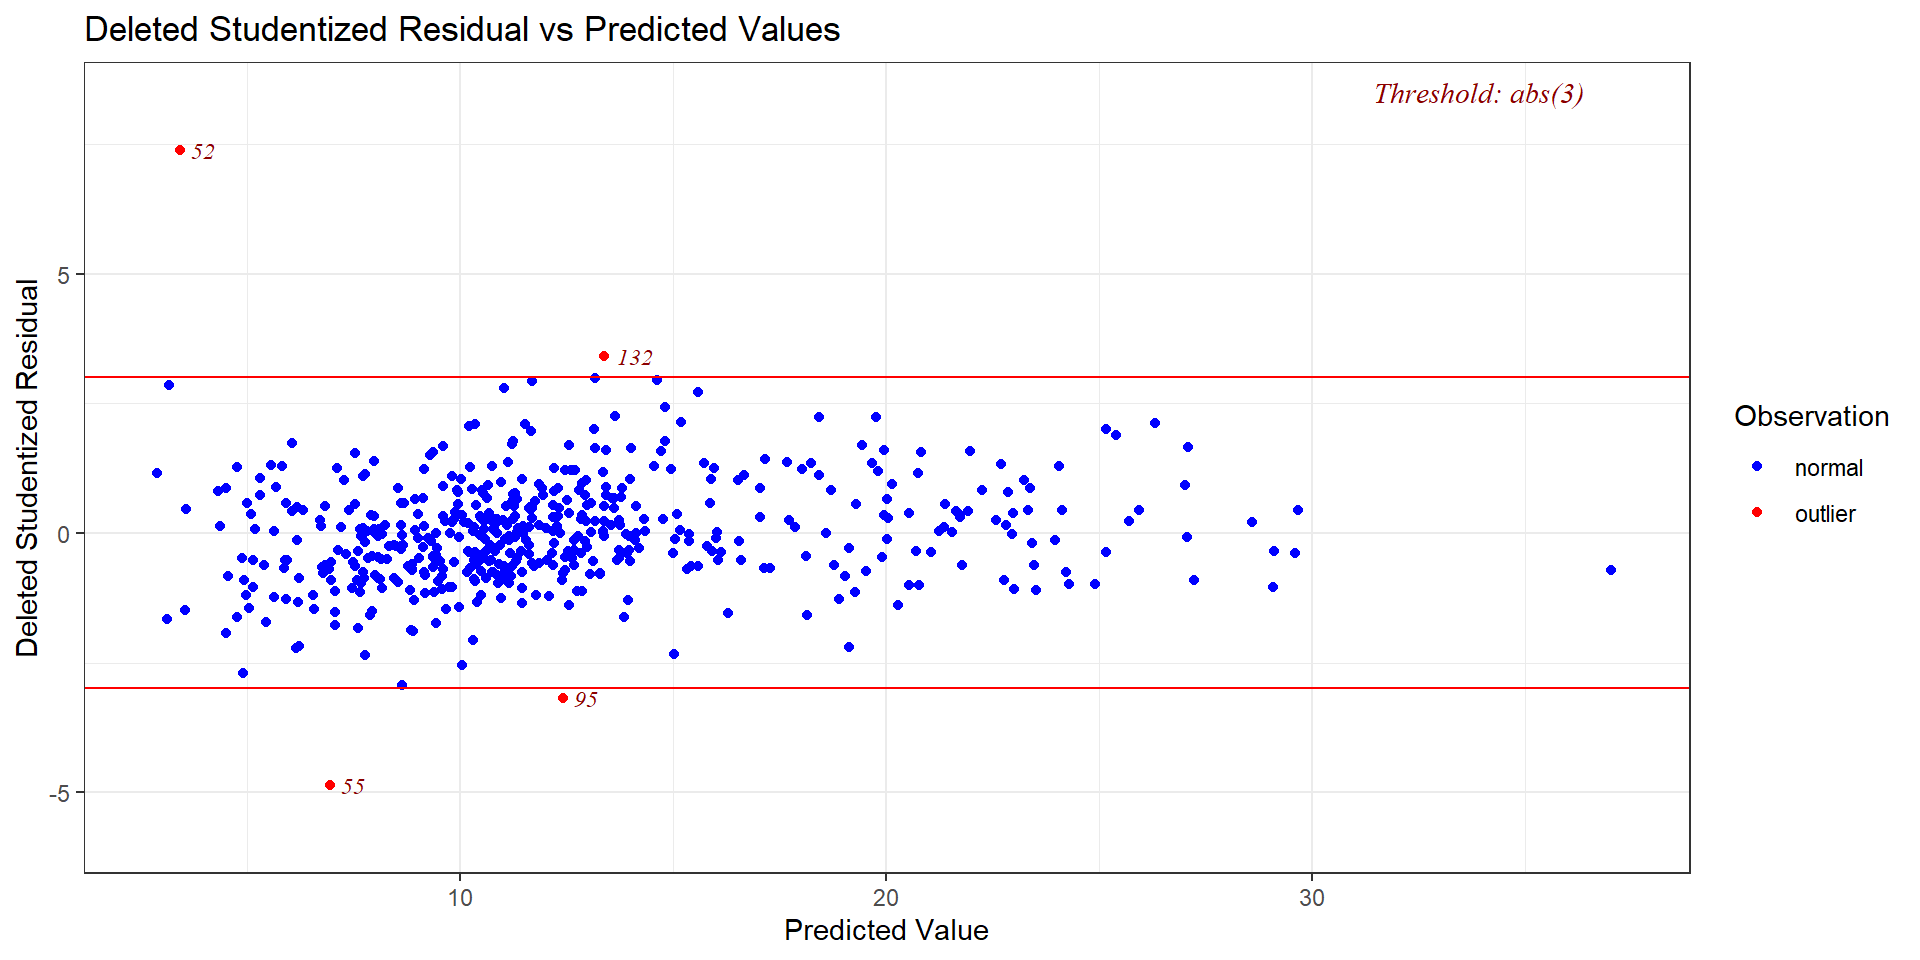 Deleted Studentized Residual vs Predicted Values
Threshold: abs(3)
52
5
132
Deleted Studentized Residual
0
95
55
-5
10 20 30
Predicted Value
Observation
normal
outlier